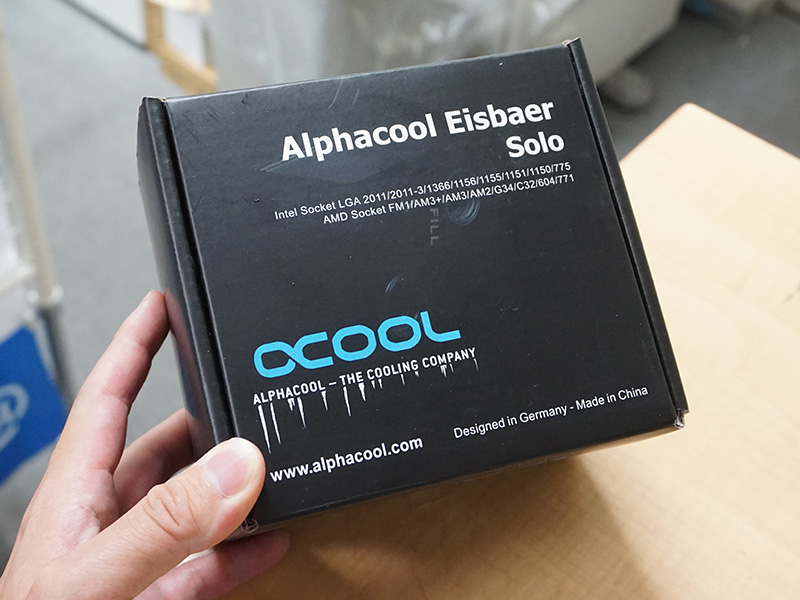 Alphacool Eisbaer
Solo
Intel Socket LGA 2011/2011-3/1366/1156/1155/1151/1150/775
AMD Socket FM1/AM3+/AM3/AM2/G34/C32/604/771
FILL
αCOOL
ALPHACOOL – THE COOLING COMPANY
www.alphacool.com
Designed in Germany - Made in China